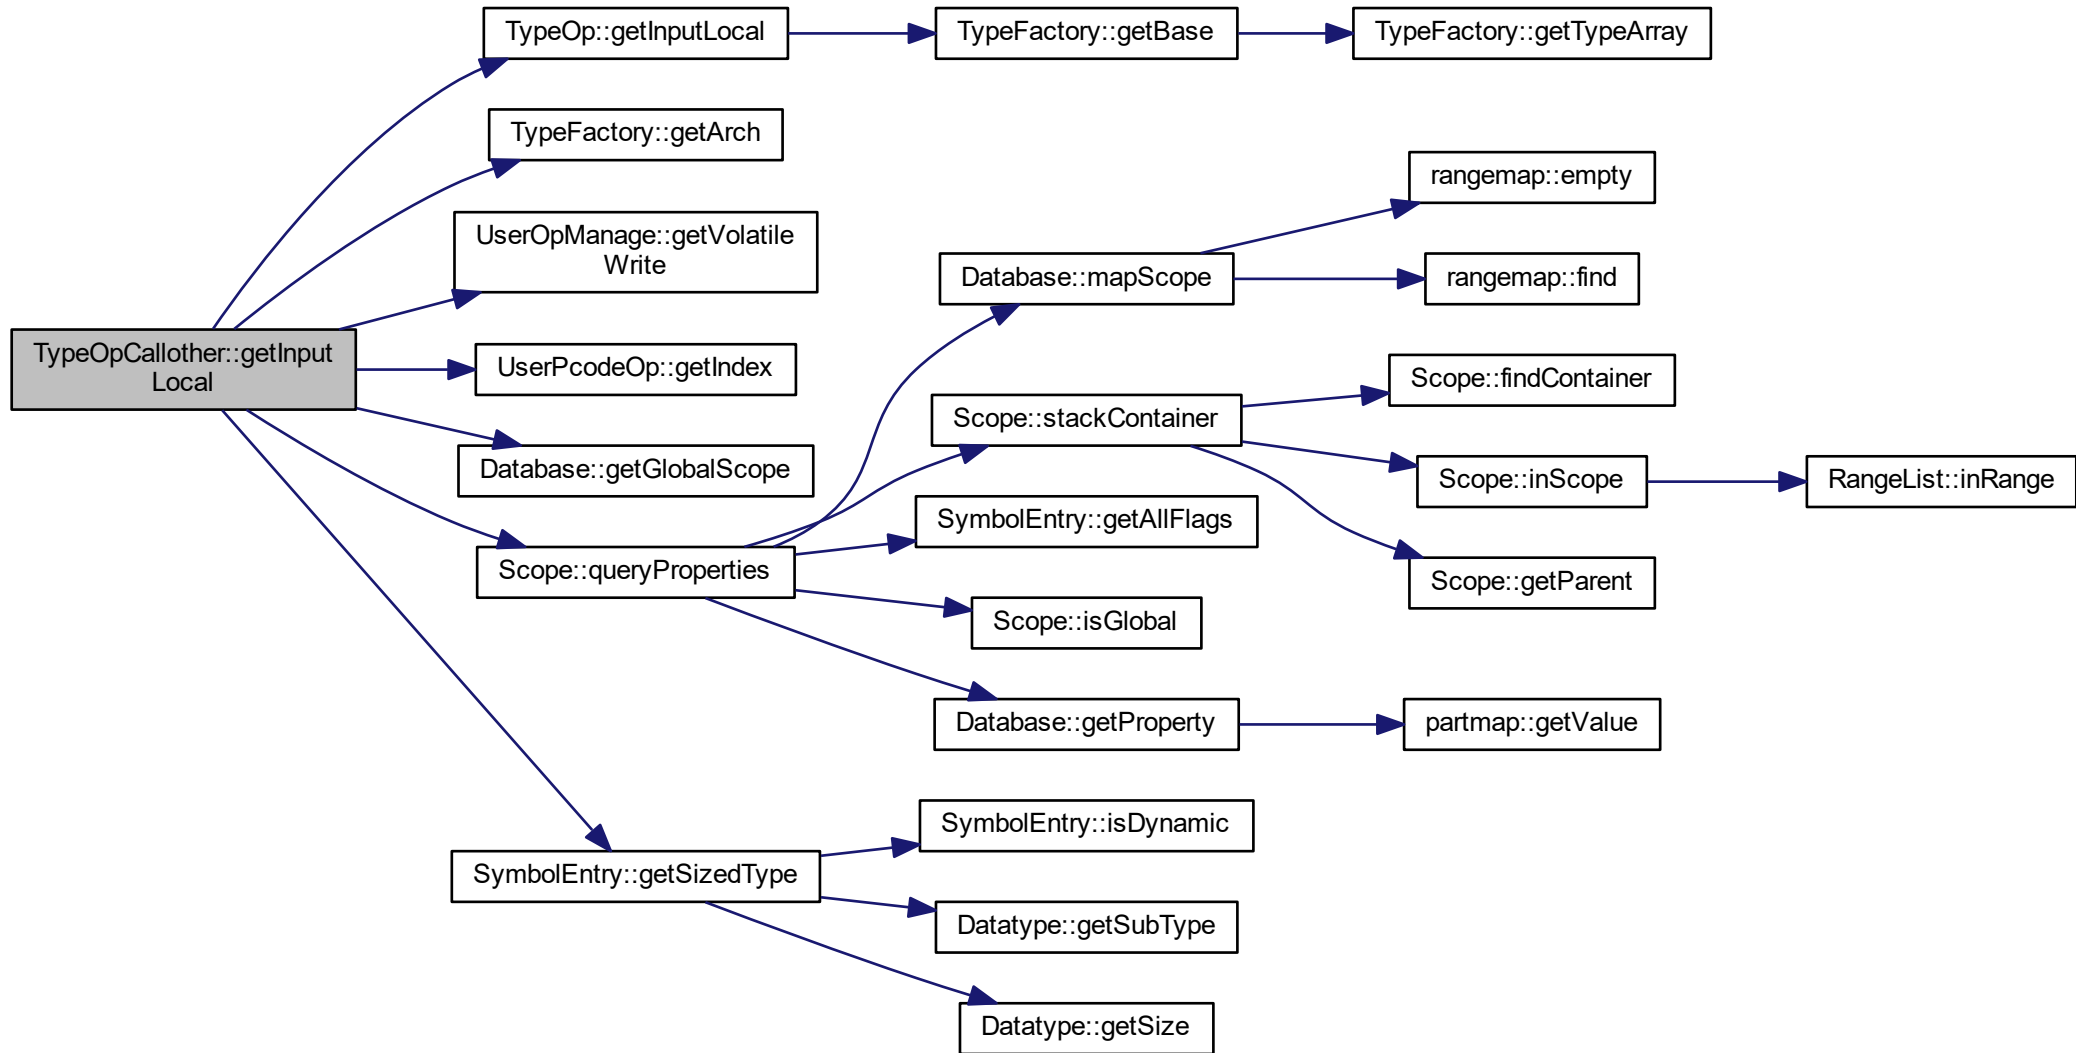 TypeOp::getInputLocal
TypeFactory::getBase
TypeFactory::getTypeArray
TypeFactory::getArch
rangemap::empty
UserOpManage::getVolatile
Write
Database::mapScope
rangemap::find
TypeOpCallother::getInput
Local
UserPcodeOp::getIndex
Scope::findContainer
Scope::stackContainer
Database::getGlobalScope
Scope::inScope
RangeList::inRange
SymbolEntry::getAllFlags
Scope::queryProperties
Scope::getParent
Scope::isGlobal
Database::getProperty
partmap::getValue
SymbolEntry::isDynamic
SymbolEntry::getSizedType
Datatype::getSubType
Datatype::getSize